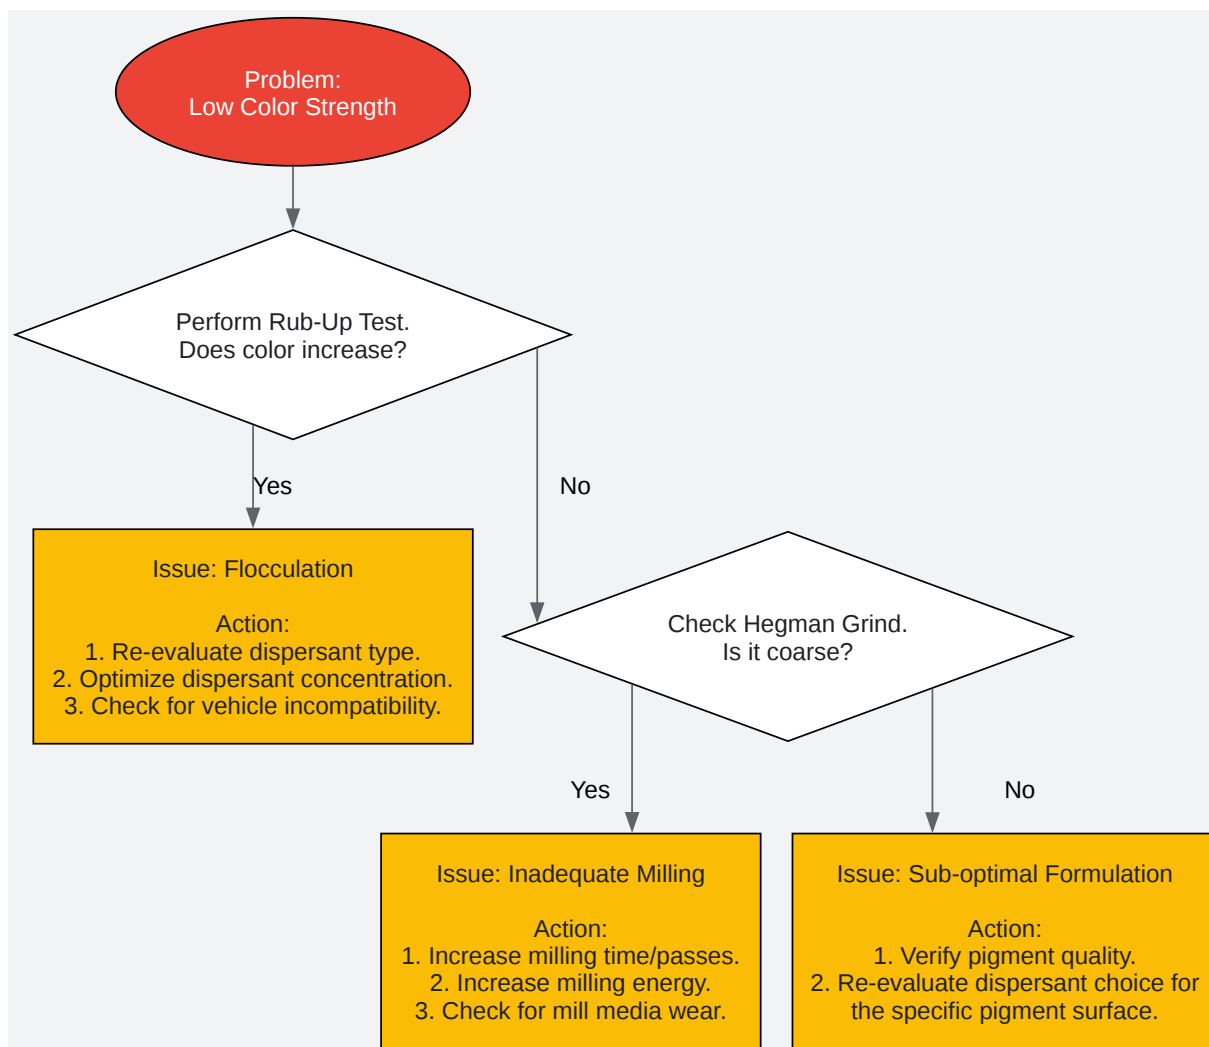 Problem:
Low Color Strength
Perform Rub-Up Test.
Does color increase?
Yes
No
Issue: Flocculation
Action:
1. Re-evaluate dispersant type.
2. Optimize dispersant concentration.
3. Check for vehicle incompatibility.
Check Hegman Grind.
Is it coarse?
Yes
No
Issue: Inadequate Milling
Action:
1. Increase milling time/passes.
2. Increase milling energy.
3. Check for mill media wear.
Issue: Sub-optimal Formulation
Action:
1. Verify pigment quality.
2. Re-evaluate dispersant choice for
the specific pigment surface.